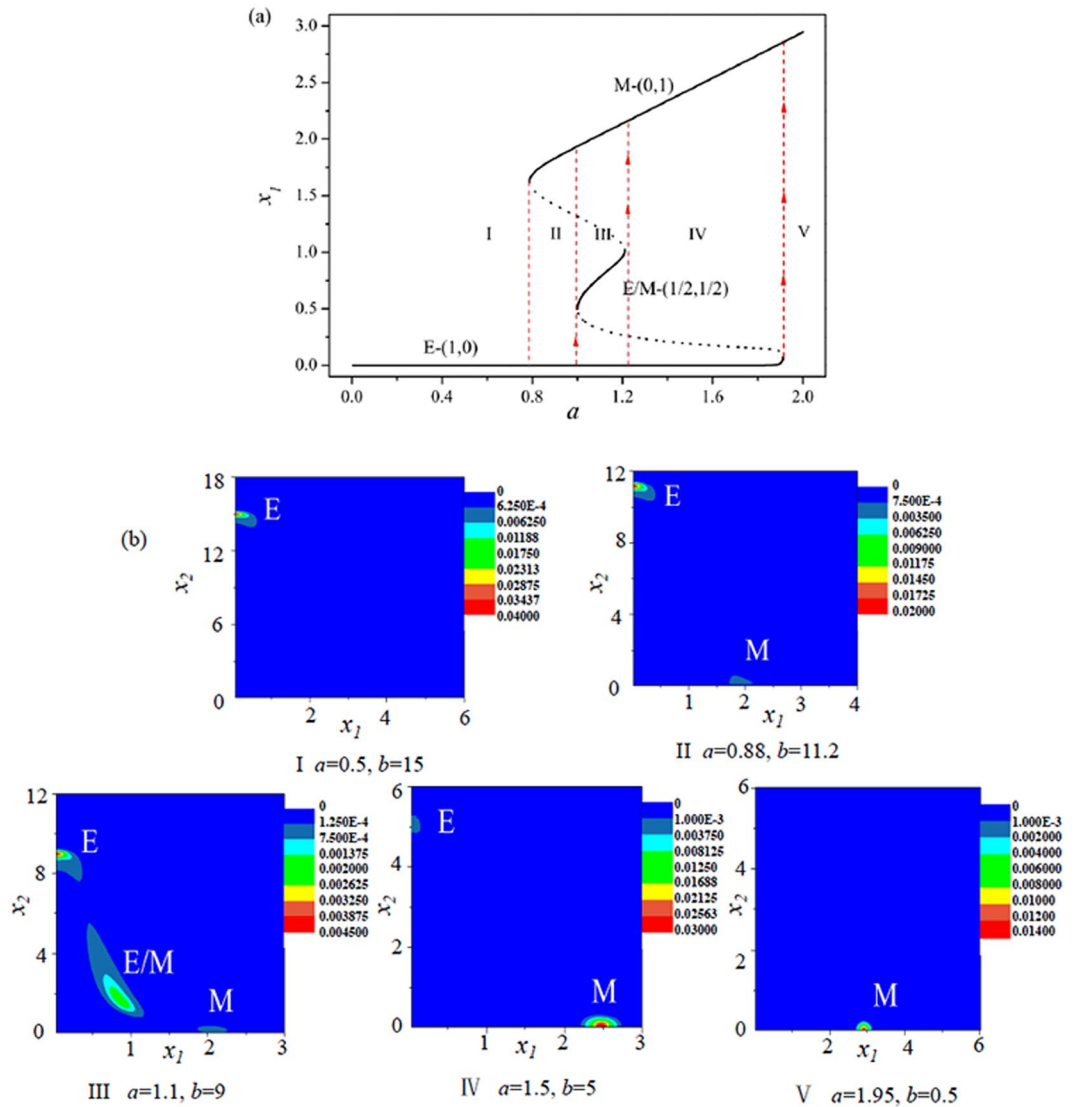 (a)
3.0
2.5
2.0
1.5
1.0
0.5
0.0
x1
M-(0,1)
I II III IV V
E/M-(1/2,1/2)
E-(1,0)
0.0 0.4 0.8 1.2 1.6 2.0
a
(b)
18
12
6
0
x2
E
2 4 6
x1
0
6.250E-4
0.006250
0.01188
0.01750
0.02313
0.02875
0.03437
0.04000
I a=0.5, b=15
12
8
4
0
x2
E
M
1 2 3 4
x1
0
7.500E-4
0.003500
0.006250
0.009000
0.01175
0.01450
0.01725
0.02000
II a=0.88, b=11.2
12
8
4
0
x2
E
E/M
M
1 2 3
x1
0
1.250E-4
7.500E-4
0.001375
0.002000
0.002625
0.003250
0.003875
0.004500
III a=1.1, b=9
6
4
2
0
x2
E
M
1 2 3
x1
0
1.000E-3
0.003750
0.008125
0.01250
0.01688
0.02125
0.02563
0.03000
IV a=1.5, b=5
6
4
2
0
x2
M
2 4 6
x1
0
1.000E-3
0.002000
0.004000
0.006000
0.008000
0.01000
0.01200
0.01400
V a=1.95, b=0.5